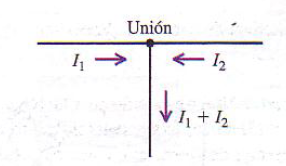 Unión
I₁ I₂
I₁ + I₂